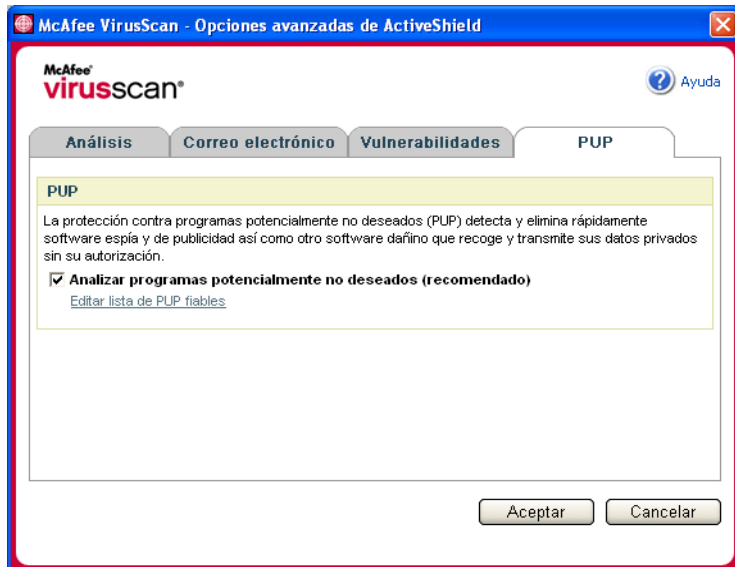 McAfee VirusScan - Opciones avanzadas de ActiveShield
McAfee®
virusscan®
Ayuda
Análisis
Correo electrónico
Vulnerabilidades
PUP
PUP
La protección contra programas potencialmente no deseados (PUP) detecta y elimina rápidamente
software espía y de publicidad así como otro software dañino que recoge y transmite sus datos privados
sin su autorización.
Analizar programas potencialmente no deseados (recomendado)
Editar lista de PUP fiables
Aceptar
Cancelar